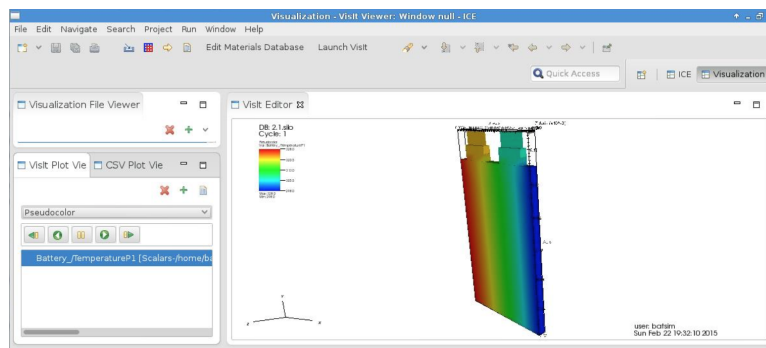 Visualization - VisIt Viewer: Window null - ICE
File Edit Navigate Search Project Run Window Help
Edit Materials Database Launch VisIt
Quick Access
ICE Visualization
Visualization File Viewer
VisIt Editor
DB: 2.1.silo
Cycle: 1
VisIt Plot Vie CSV Plot Vie
Pseudocolor
Battery_/TemperatureP1 [Scalars-/home/ba
user: batsim
Sun Feb 22 19:32:10 2015